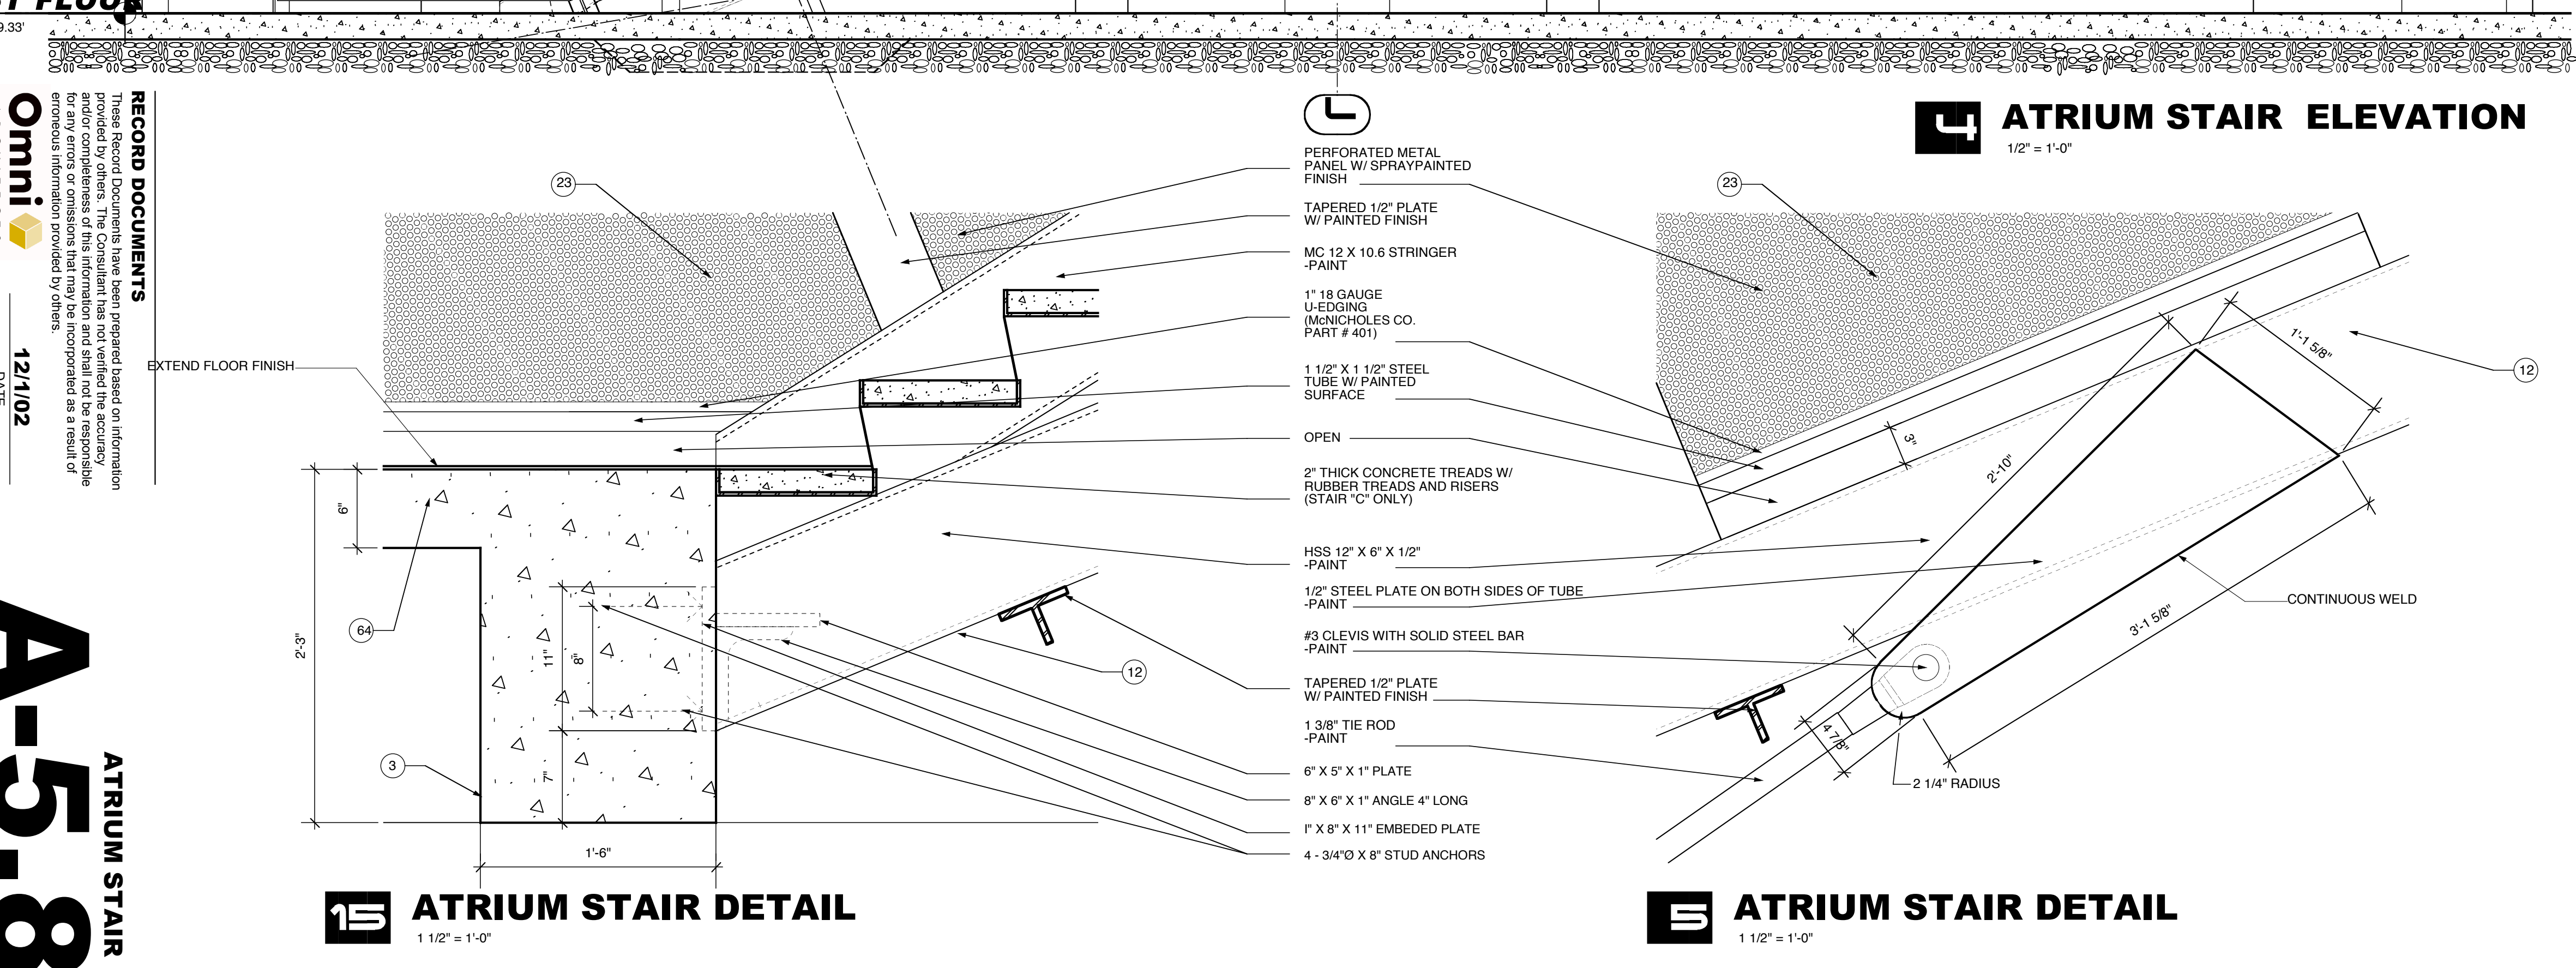 9.33'
RECORD DOCUMENTS
These Record Documents have been prepared based on information
provided by others. The Consultant has not verified the accuracy
and/or completeness of this information and shall not be responsible
for any errors or omissions that may be incorporated as a result of
erroneous information provided by others.
Omni
12/1/02
DATE
A-5.8
ATRIUM STAIR
4
ATRIUM STAIR ELEVATION
1/2" = 1'-0"
23
EXTEND FLOOR FINISH
6"
2'-3"
64
3
11"
8"
7"
1'-6"
12
15
ATRIUM STAIR DETAIL
1 1/2" = 1'-0"
PERFORATED METAL
PANEL W/ SPRAYPAINTED
FINISH
TAPERED 1/2" PLATE
W/ PAINTED FINISH
MC 12 X 10.6 STRINGER
-PAINT
1" 18 GAUGE
U-EDGING
(McNICHOLES CO.
PART # 401)
1 1/2" X 1 1/2" STEEL
TUBE W/ PAINTED
SURFACE
OPEN
2" THICK CONCRETE TREADS W/
RUBBER TREADS AND RISERS
(STAIR "C" ONLY)
HSS 12" X 6" X 1/2"
-PAINT
1/2" STEEL PLATE ON BOTH SIDES OF TUBE
-PAINT
#3 CLEVIS WITH SOLID STEEL BAR
-PAINT
TAPERED 1/2" PLATE
W/ PAINTED FINISH
1 3/8" TIE ROD
-PAINT
6" X 5" X 1" PLATE
8" X 6" X 1" ANGLE 4" LONG
I" X 8" X 11" EMBEDED PLATE
4 - 3/4"Ø X 8" STUD ANCHORS
23
1'-1 5/8"
12
3"
2'-10"
CONTINUOUS WELD
3'-1 5/8"
4 7/8"
2 1/4" RADIUS
5
ATRIUM STAIR DETAIL
1 1/2" = 1'-0"